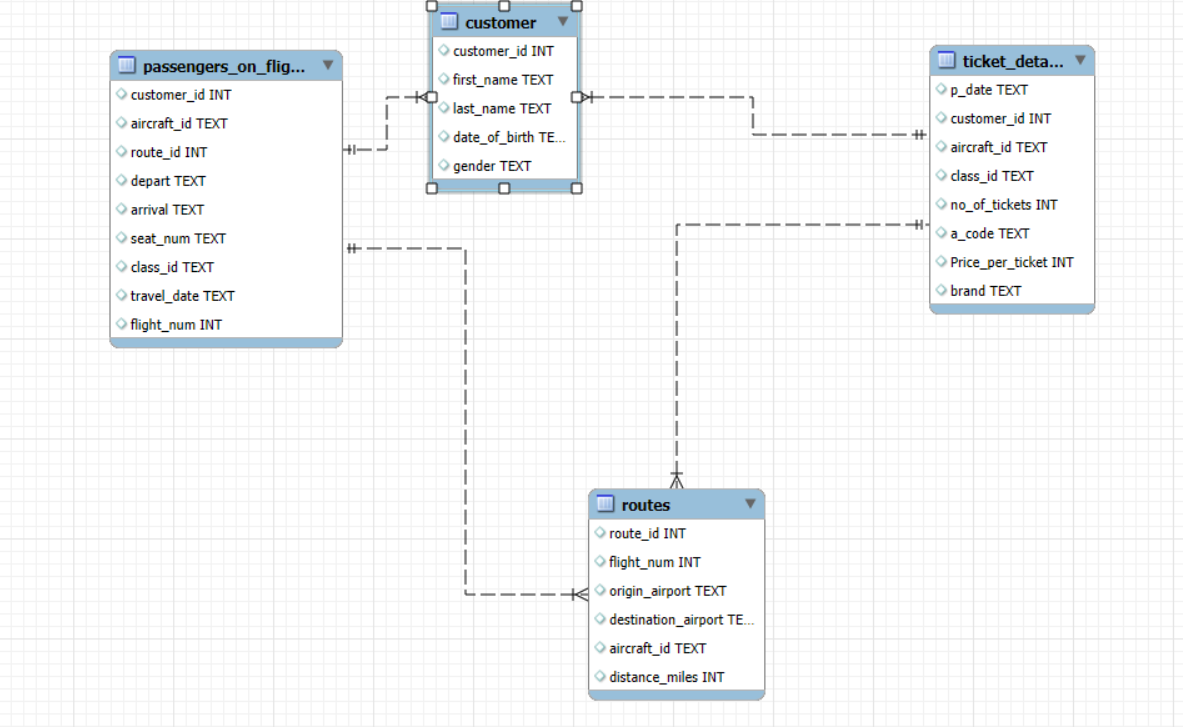 passengers_on_flig...
customer_id INT
aircraft_id TEXT
route_id INT
depart TEXT
arrival TEXT
seat_num TEXT
class_id TEXT
travel_date TEXT
flight_num INT
customer
customer_id INT
first_name TEXT
last_name TEXT
date_of_birth TE...
gender TEXT
ticket_deta...
p_date TEXT
customer_id INT
aircraft_id TEXT
class_id TEXT
no_of_tickets INT
a_code TEXT
Price_per_ticket INT
brand TEXT
routes
route_id INT
flight_num INT
origin_airport TEXT
destination_airport TE...
aircraft_id TEXT
distance_miles INT